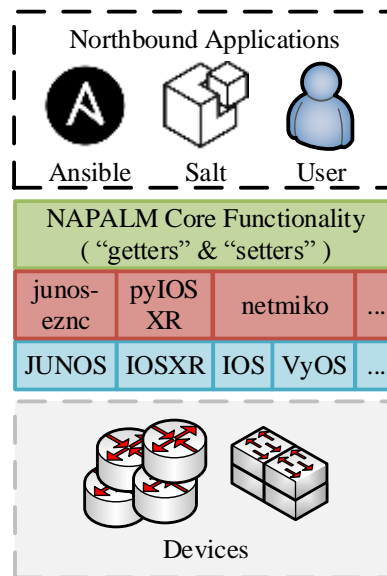 Northbound Applications
Ansible Salt User
NAPALM Core Functionality
( “getters” & “setters” )
junos-
eznc
pyIOS
XR
netmiko
...
JUNOS IOSXR IOS VyOS ...
Devices